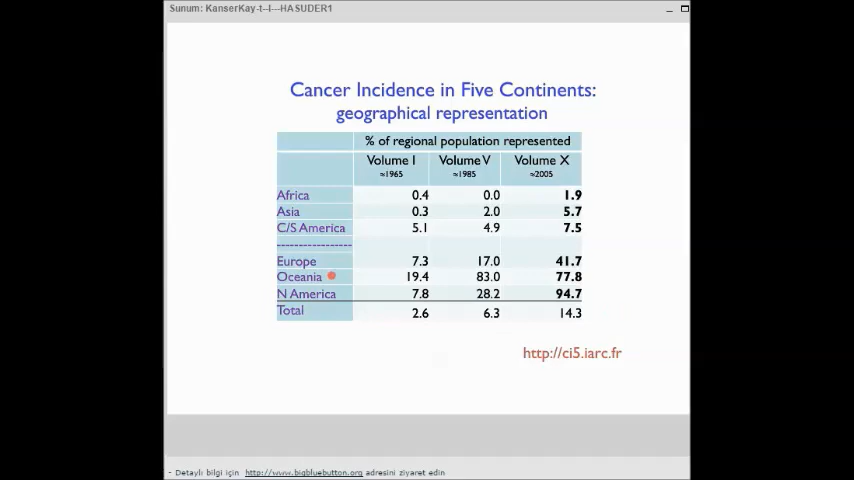 Sunum: KanserKay-t--I---HASUDER1
Cancer Incidence in Five Continents:
geographical representation
% of regional population represented
Volume I Volume V Volume X
≈1965 ≈1985 ≈2005
Africa 0.4 0.0 1.9
Asia 0.3 2.0 5.7
C/S America 5.1 4.9 7.5
-----------------
Europe 7.3 17.0 41.7
Oceania 19.4 83.0 77.8
N America 7.8 28.2 94.7
Total 2.6 6.3 14.3
http://ci5.iarc.fr
- Detaylı bilgi için http://www.bigbluebutton.org adresini ziyaret edin